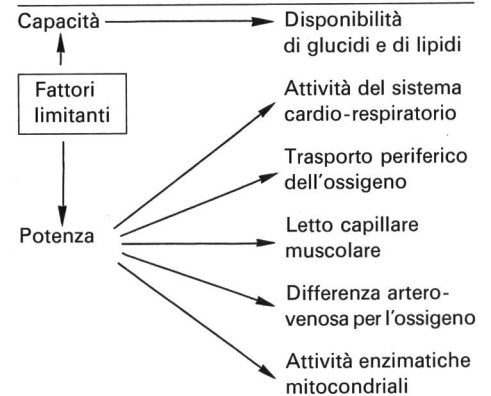 Capacità
Disponibilità
di glucidi e di lipidi
Fattori
limitanti
Attività del sistema
cardio-respiratorio
Trasporto periferico
dell'ossigeno
Potenza
Letto capillare
muscolare
Differenza artero-
venosa per l'ossigeno
Attività enzimatiche
mitocondriali